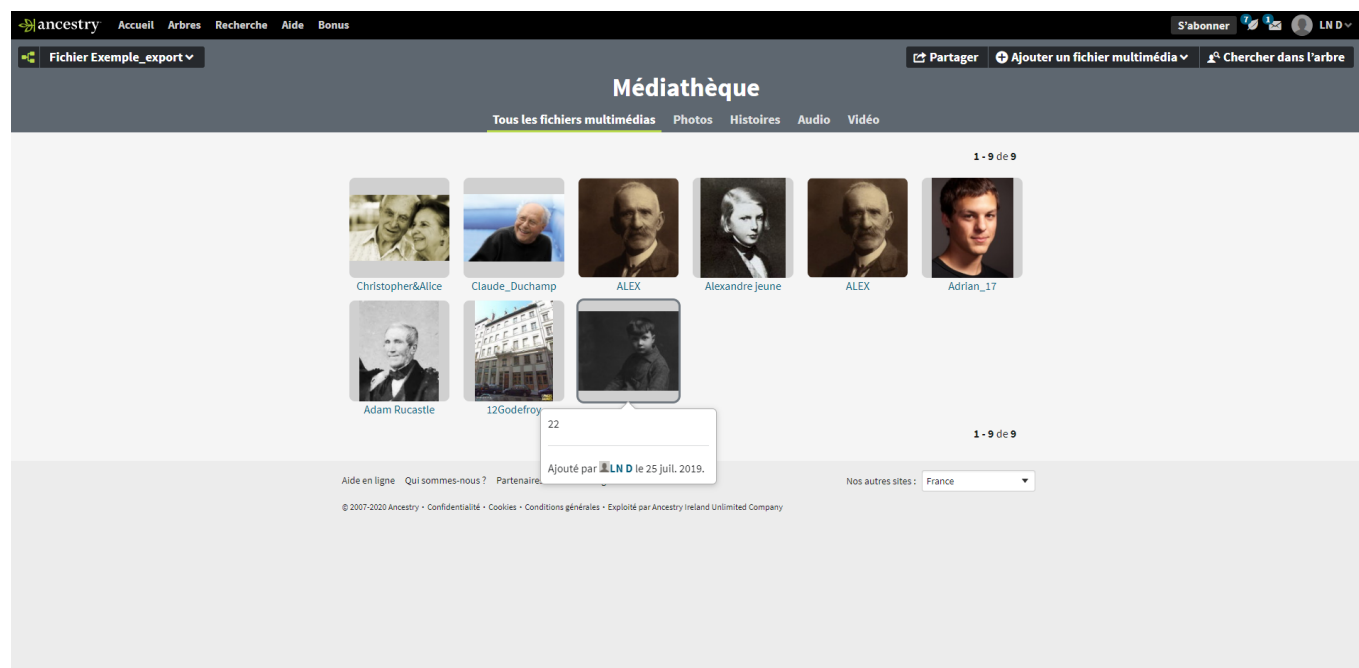 ancestry Accueil Arbres Recherche Aide Bonus S'abonner 7 1 LN D
Fichier Exemple_export Partager Ajouter un fichier multimédia Chercher dans l'arbre
Médiathèque
Tous les fichiers multimédias Photos Histoires Audio Vidéo
1 - 9 de 9
Christopher&Alice Claude_Duchamp ALEX Alexandre jeune ALEX Adrian_17
Adam Rucastle 12Godefroy
22
Ajouté par LN D le 25 juil. 2019.
1 - 9 de 9
Aide en ligne Qui sommes-nous ? Nos autres sites : France
© 2007-2020 Ancestry • Confidentialité • Cookies • Conditions générales • Exploité par Ancestry Ireland Unlimited Company